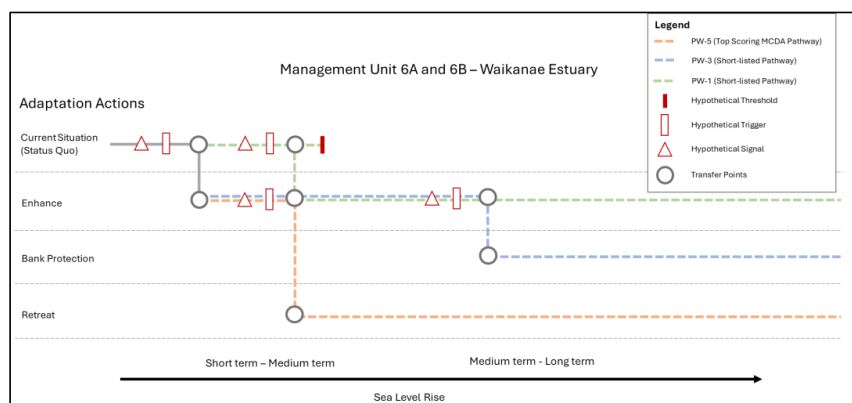 Legend
PW-5 (Top Scoring MCDA Pathway)
PW-3 (Short-listed Pathway)
PW-1 (Short-listed Pathway)
Hypothetical Threshold
Hypothetical Trigger
Hypothetical Signal
Transfer Points
Management Unit 6A and 6B – Waikanae Estuary
Adaptation Actions
Current Situation
(Status Quo)
Enhance
Bank Protection
Retreat
Short term – Medium term
Medium term - Long term
Sea Level Rise